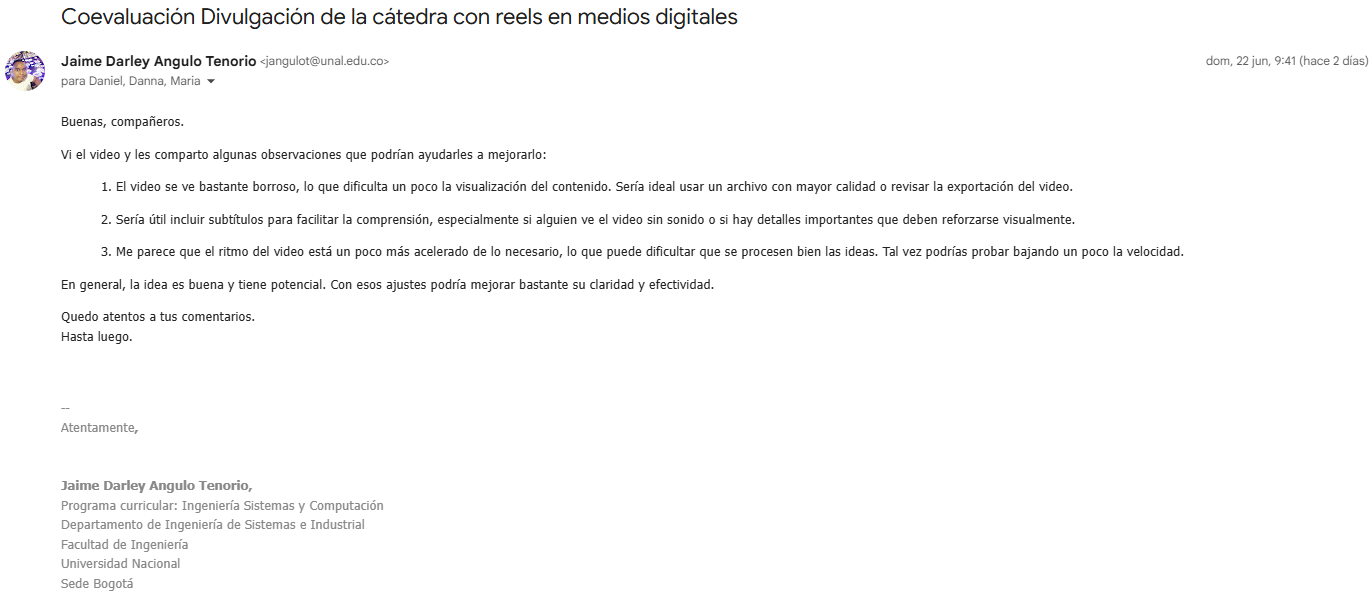 Coevaluación Divulgación de la cátedra con reels en medios digitales
Jaime Darley Angulo Tenorio <jangulot@unal.edu.co>
dom, 22 jun, 9:41 (hace 2 días)
para Daniel, Danna, Maria
Buenas, compañeros.
Vi el video y les comparto algunas observaciones que podrían ayudarles a mejorarlo:
1. El video se ve bastante borroso, lo que dificulta un poco la visualización del contenido. Sería ideal usar un archivo con mayor calidad o revisar la exportación del video.
2. Sería útil incluir subtítulos para facilitar la comprensión, especialmente si alguien ve el video sin sonido o si hay detalles importantes que deben reforzarse visualmente.
3. Me parece que el ritmo del video está un poco más acelerado de lo necesario, lo que puede dificultar que se procesen bien las ideas. Tal vez podrías probar bajando un poco la velocidad.
En general, la idea es buena y tiene potencial. Con esos ajustes podría mejorar bastante su claridad y efectividad.
Quedo atentos a tus comentarios.
Hasta luego.
--
Atentamente,
Jaime Darley Angulo Tenorio,
Programa curricular: Ingeniería Sistemas y Computación
Departamento de Ingeniería de Sistemas e Industrial
Facultad de Ingeniería
Universidad Nacional
Sede Bogotá